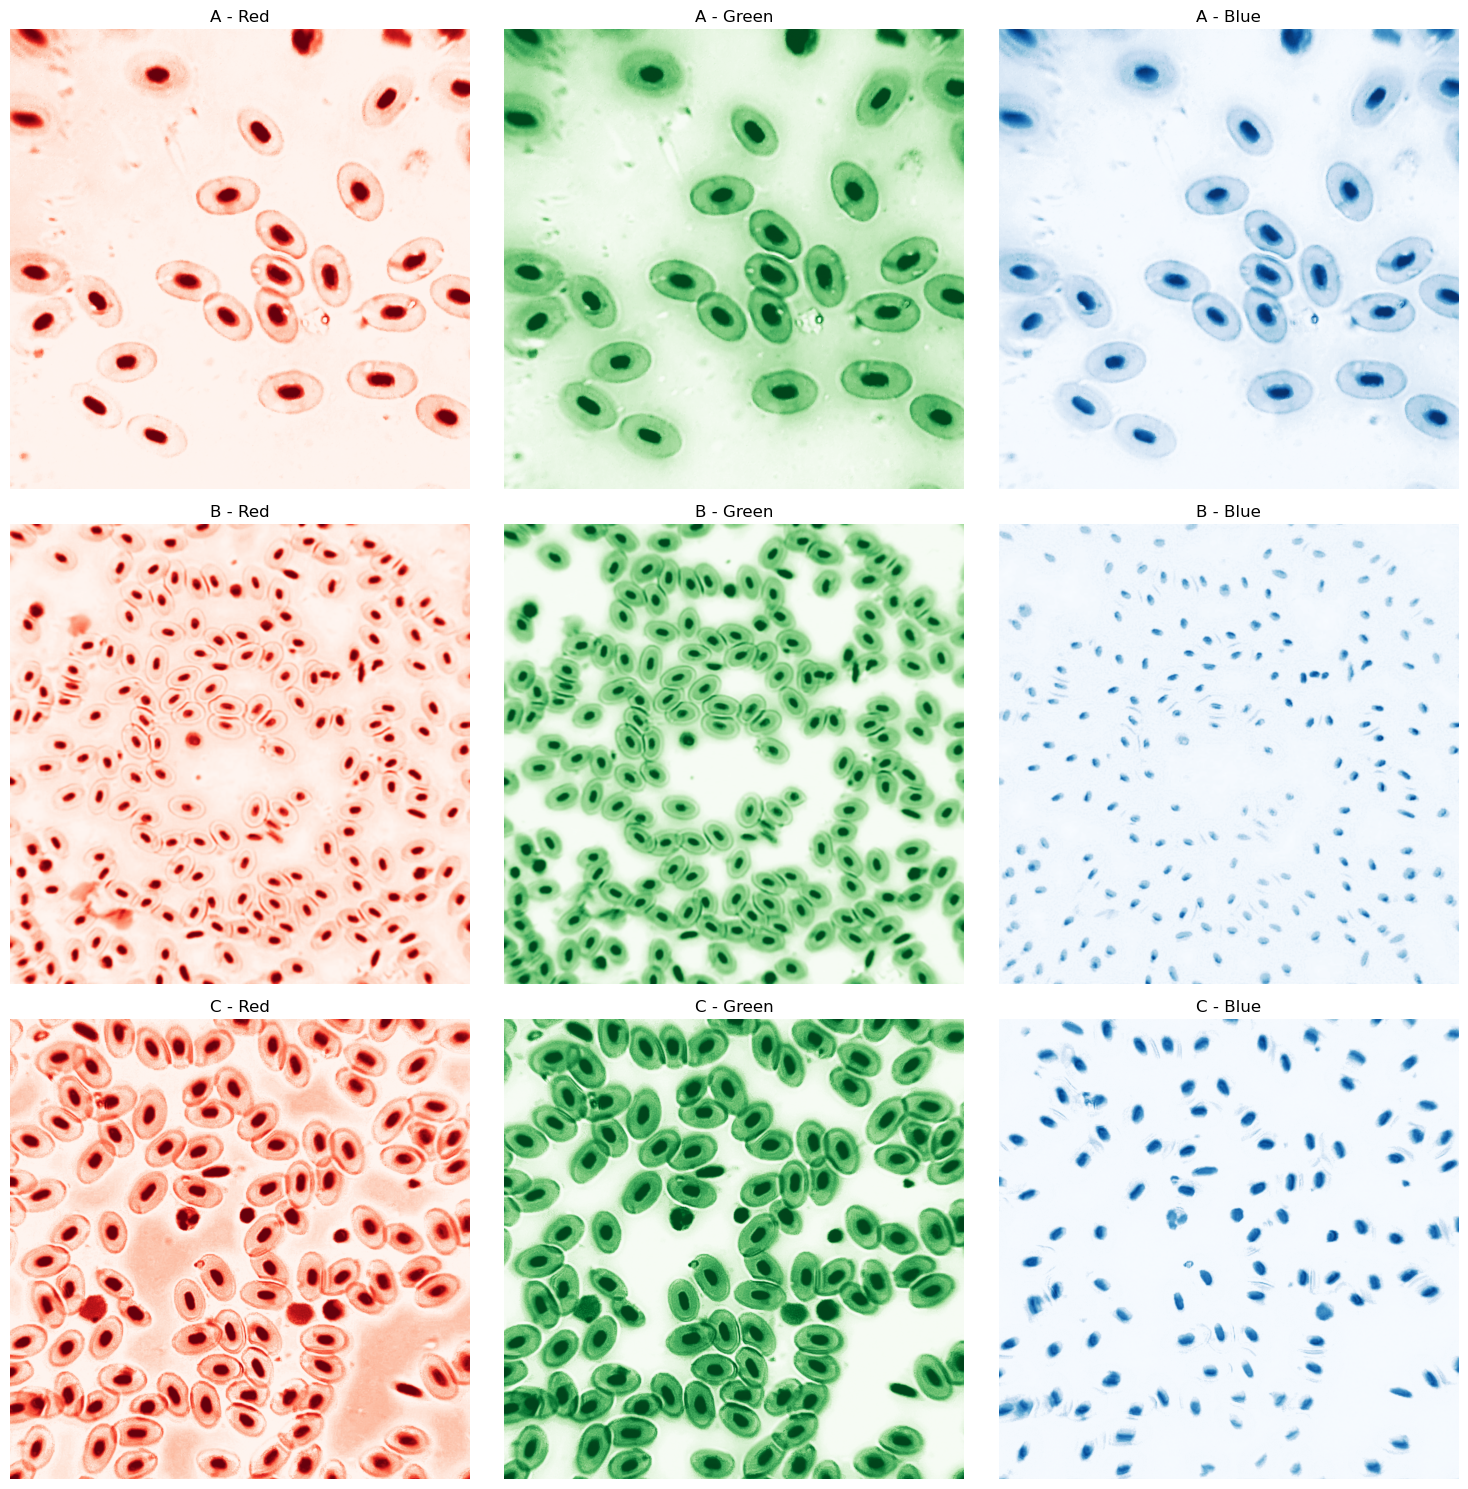 A - Red
A - Green
A - Blue
B - Red
B - Green
B - Blue
C - Red
C - Green
C - Blue